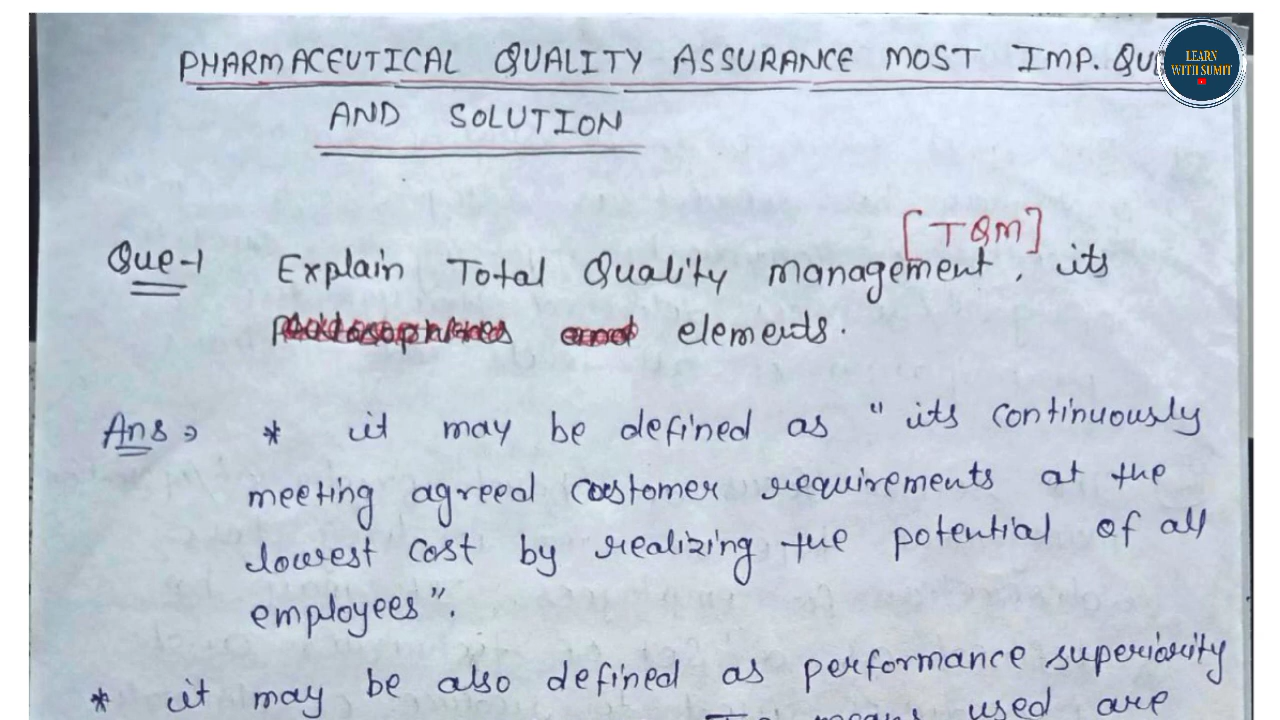 PHARMACEUTICAL QUALITY ASSURANCE MOST IMP. QU
AND SOLUTION
LEARN
WITH SUMIT
[TQM]
Que-1 Explain Total Quality management, its
elements.
Ans → * it may be defined as "its continuously
meeting agreed costomer requirements at the
lowest cost by realizing the potential of all
employees".
* it may be also defined as performance superiority
used are